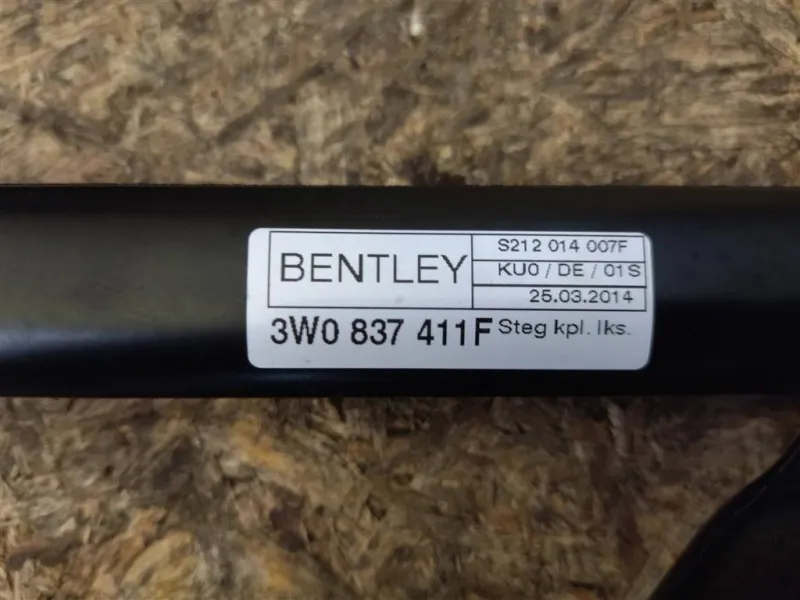 BENTLEY
S212 014 007F
KU0 / DE / 01S
25.03.2014
3W0 837 411F Steg kpl. lks.